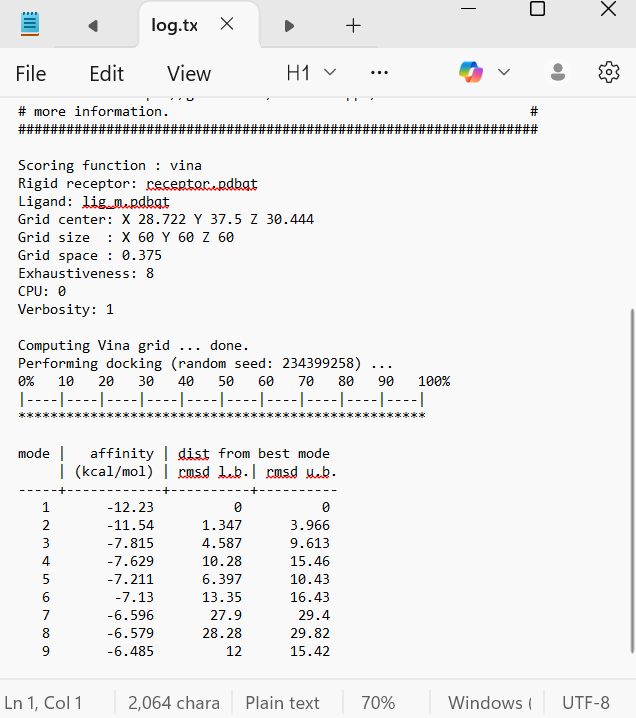 log.tx
File Edit View H1
# more information. #
################################################################

Scoring function : vina
Rigid receptor: receptor.pdbqt
Ligand: lig_m.pdbqt
Grid center: X 28.722 Y 37.5 Z 30.444
Grid size  : X 60 Y 60 Z 60
Grid space : 0.375
Exhaustiveness: 8
CPU: 0
Verbosity: 1

Computing Vina grid ... done.
Performing docking (random seed: 234399258) ...
0%   10   20   30   40   50   60   70   80   90   100%
|----|----|----|----|----|----|----|----|----|----|
***************************************************

mode |   affinity | dist from best mode
     | (kcal/mol) | rmsd l.b.| rmsd u.b.
-----+------------+----------+----------
   1       -12.23          0          0
   2       -11.54      1.347      3.966
   3       -7.815      4.587      9.613
   4       -7.629      10.28      15.46
   5       -7.211      6.397      10.43
   6        -7.13      13.35      16.43
   7       -6.596       27.9       29.4
   8       -6.579      28.28      29.82
   9       -6.485         12      15.42
Ln 1, Col 1 2,064 chara Plain text 70% Windows ( UTF-8